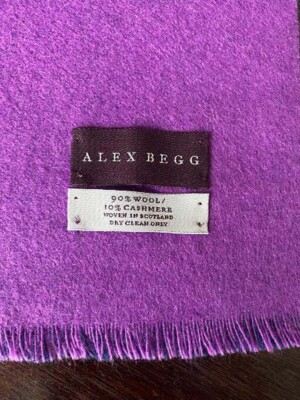 ALEX BEGG
90% WOOL/
10% CASHMERE
WOVEN IN SCOTLAND
DRY CLEAN ONLY